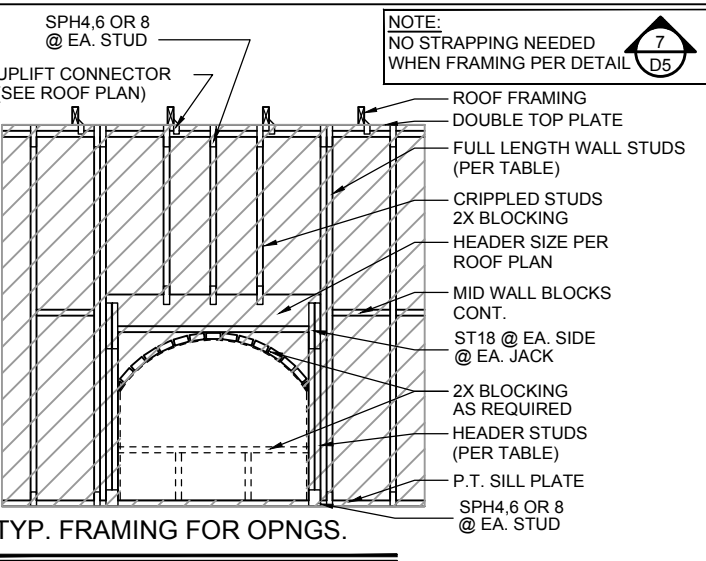 SPH4,6 OR 8
@ EA. STUD
UPLIFT CONNECTOR
(SEE ROOF PLAN)
NOTE:
NO STRAPPING NEEDED
WHEN FRAMING PER DETAIL
7
D5
ROOF FRAMING
DOUBLE TOP PLATE
FULL LENGTH WALL STUDS
(PER TABLE)
CRIPPLED STUDS
2X BLOCKING
HEADER SIZE PER
ROOF PLAN
MID WALL BLOCKS
CONT.
ST18 @ EA. SIDE
@ EA. JACK
2X BLOCKING
AS REQUIRED
HEADER STUDS
(PER TABLE)
P.T. SILL PLATE
SPH4,6 OR 8
@ EA. STUD
TYP. FRAMING FOR OPNGS.